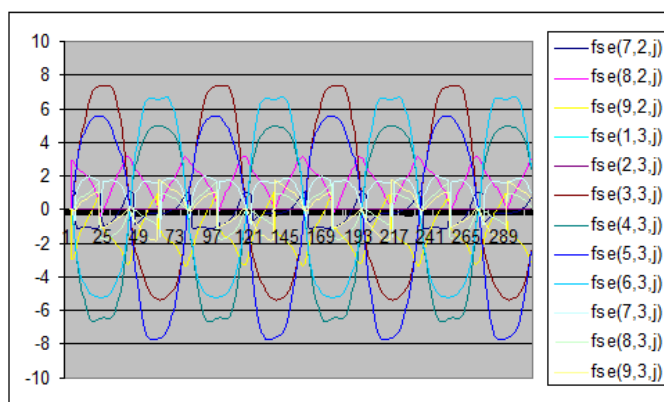 10
8
6
4
2
0
-2
-4
-6
-8
-10
1 25 49 73 97 121 145 169 193 217 241 265 289
fse(7,2,j)
fse(8,2,j)
fse(9,2,j)
fse(1,3,j)
fse(2,3,j)
fse(3,3,j)
fse(4,3,j)
fse(5,3,j)
fse(6,3,j)
fse(7,3,j)
fse(8,3,j)
fse(9,3,j)